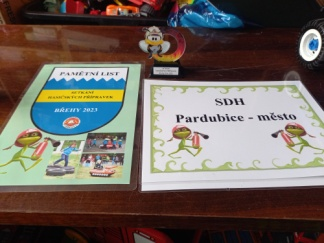 PAMĚTNÍ LIST
SETKÁNÍ
HASIČSKÝCH PŘÍPRAVEK
BŘEHY 2023
SDH
Pardubice - město